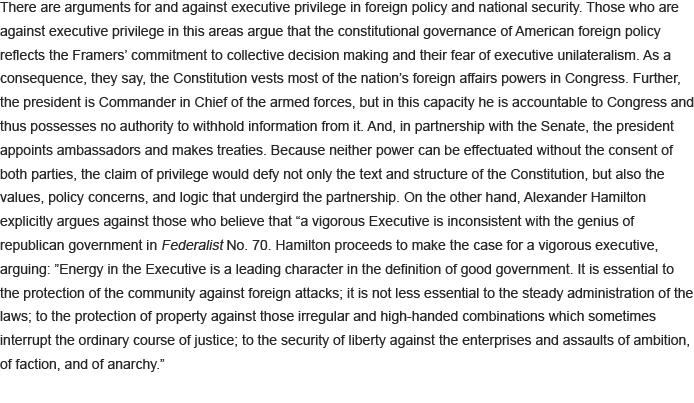 There are arguments for and against executive privilege in foreign policy and national security. Those who are
against executive privilege in this areas argue that the constitutional governance of American foreign policy
reflects the Framers’ commitment to collective decision making and their fear of executive unilateralism. As a
consequence, they say, the Constitution vests most of the nation’s foreign affairs powers in Congress. Further,
the president is Commander in Chief of the armed forces, but in this capacity he is accountable to Congress and
thus possesses no authority to withhold information from it. And, in partnership with the Senate, the president
appoints ambassadors and makes treaties. Because neither power can be effectuated without the consent of
both parties, the claim of privilege would defy not only the text and structure of the Constitution, but also the
values, policy concerns, and logic that undergird the partnership. On the other hand, Alexander Hamilton
explicitly argues against those who believe that “a vigorous Executive is inconsistent with the genius of
republican government in Federalist No. 70. Hamilton proceeds to make the case for a vigorous executive,
arguing: ”Energy in the Executive is a leading character in the definition of good government. It is essential to
the protection of the community against foreign attacks; it is not less essential to the steady administration of the
laws; to the protection of property against those irregular and high-handed combinations which sometimes
interrupt the ordinary course of justice; to the security of liberty against the enterprises and assaults of ambition,
of faction, and of anarchy.”